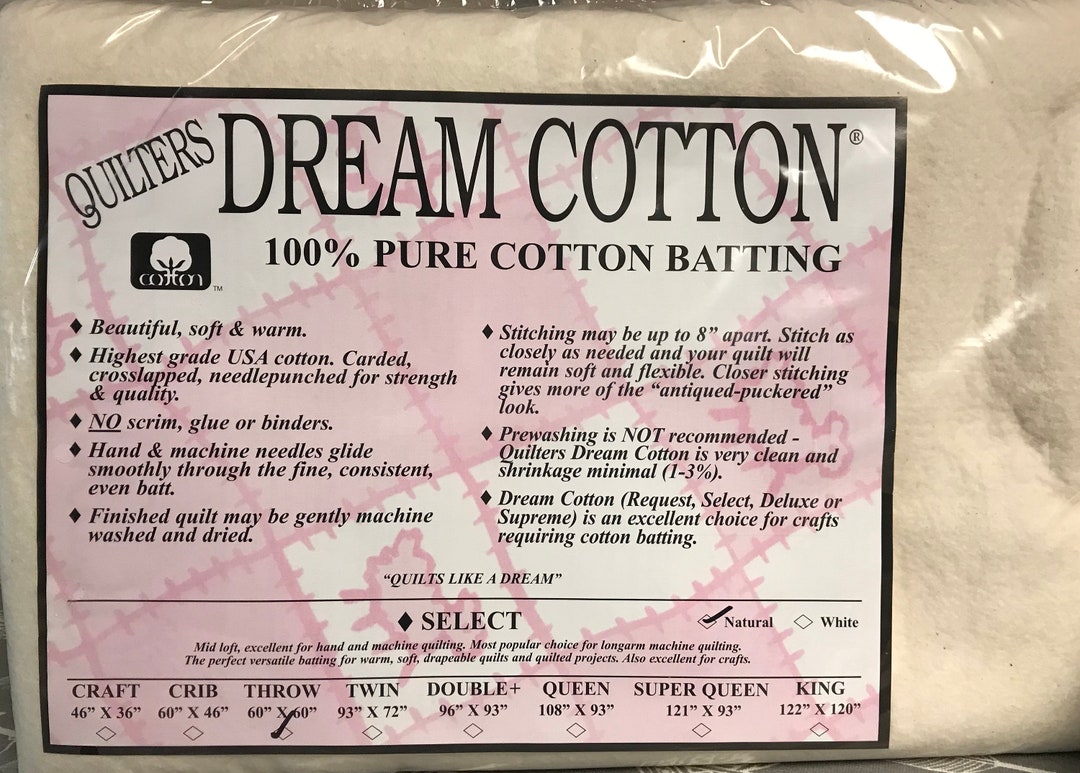 QUILTERS DREAM COTTON®
100% PURE COTTON BATTING
cotton
TM
♦ Beautiful, soft & warm.
♦ Highest grade USA cotton. Carded,
crosslapped, needlepunched for strength
& quality.
♦ NO scrim, glue or binders.
♦ Hand & machine needles glide
smoothly through the fine, consistent,
even batt.
♦ Finished quilt may be gently machine
washed and dried.
♦ Stitching may be up to 8” apart. Stitch as
closely as needed and your quilt will
remain soft and flexible. Closer stitching
gives more of the “antiqued-puckered”
look.
♦ Prewashing is NOT recommended -
Quilters Dream Cotton is very clean and
shrinkage minimal (1-3%).
♦ Dream Cotton (Request, Select, Deluxe or
Supreme) is an excellent choice for crafts
requiring cotton batting.
“QUILTS LIKE A DREAM”
♦ SELECT
Natural White
Mid loft, excellent for hand and machine quilting. Most popular choice for longarm machine quilting.
The perfect versatile batting for warm, soft, drapeable quilts and quilted projects. Also excellent for crafts.
CRAFT CRIB THROW TWIN DOUBLE+ QUEEN SUPER QUEEN KING
46” X 36” 60” X 46” 60” X 60” 93” X 72” 96” X 93” 108” X 93” 121” X 93” 122” X 120”